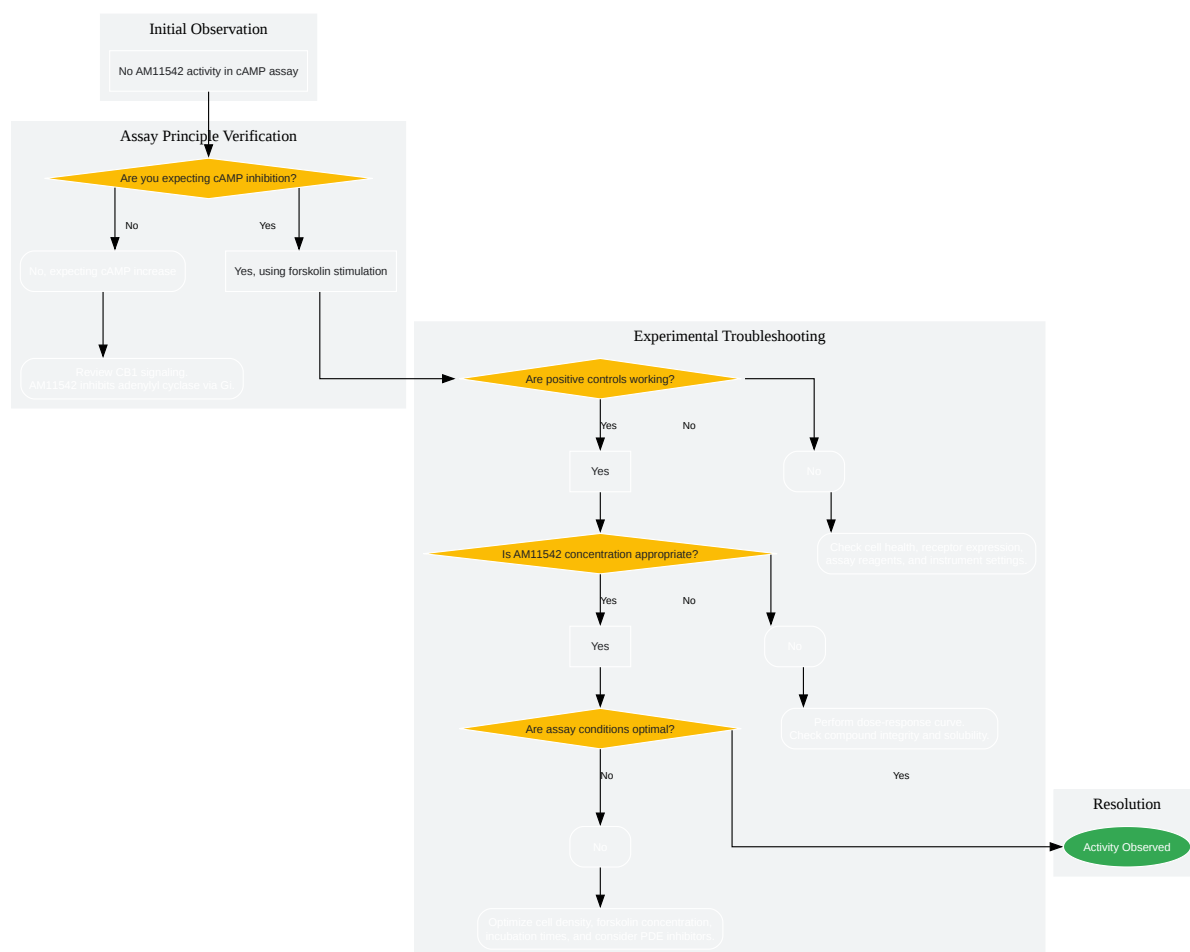 Initial Observation
No AM11542 activity in cAMP assay
Assay Principle Verification
Are you expecting cAMP inhibition?
No
Yes
No, expecting cAMP increase
Yes, using forskolin stimulation
Review CB1 signaling.
AM11542 inhibits adenylyl cyclase via Gi.
Experimental Troubleshooting
Are positive controls working?
Yes
No
Yes
No
Is AM11542 concentration appropriate?
Check cell health, receptor expression,
assay reagents, and instrument settings.
Yes
No
Yes
No
Are assay conditions optimal?
Perform dose-response curve.
Check compound integrity and solubility.
No
Yes
Resolution
No
Activity Observed
Optimize cell density, forskolin concentration,
incubation times, and consider PDE inhibitors.